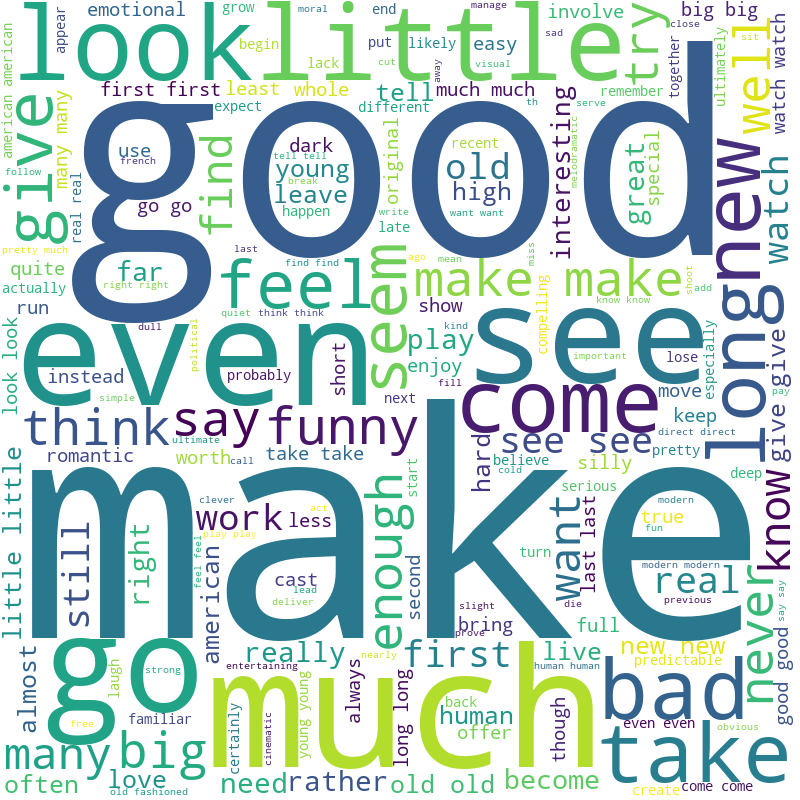 american american
appear
emotional
grow
moral
end
manage
sad
close
involve
big big
look
little
begin
lack
put
cut
likely
visual
easy
away
try
together
ultimately
sit
well
watch watch
first first
least
whole
tell
much much
remember
expect
different
th
serve
give
many many
find
good
use
french
dark
tell tell
young
break
leave
happen
go go
original
recent
old
high
write
want want
late
melodramatic
interesting
great
special
new
watch
follow
real real
pretty much
quite
actually
run
far
right right
last
find find
feel
quiet
think think
seem
ago
mean
make make
miss
know know
shoot
add
show
dull
political
even
short
play
kind
see
compelling
important
lose
especially
long
look look
instead
simple
probably
enjoy
fill
next
come
move
pay
give give
think
say
funny
ultimate
keep
direct direct
see see
hard
pretty
romantic
worth
call
take take
believe
cold
silly
serious
deep
know
little little
still
right
clever
work
less
act
play play
make
enough
start
want
last last
true
modern
fun
real
never
feel feel
cast
lead
deliver
american
second
turn
modern modern
previous
say say
slight
die
prove
bring
full
good good
almost
go
laugh
strong
really
entertaining
nearly
first
live
human human
new new
predictable
much
bad
free
familiar
certainly
cinematic
young young
always
long long
back
human
offer
though
even even
obvious
take
many
big
often
love
old fashioned
need
rather
old old
become
create
come come